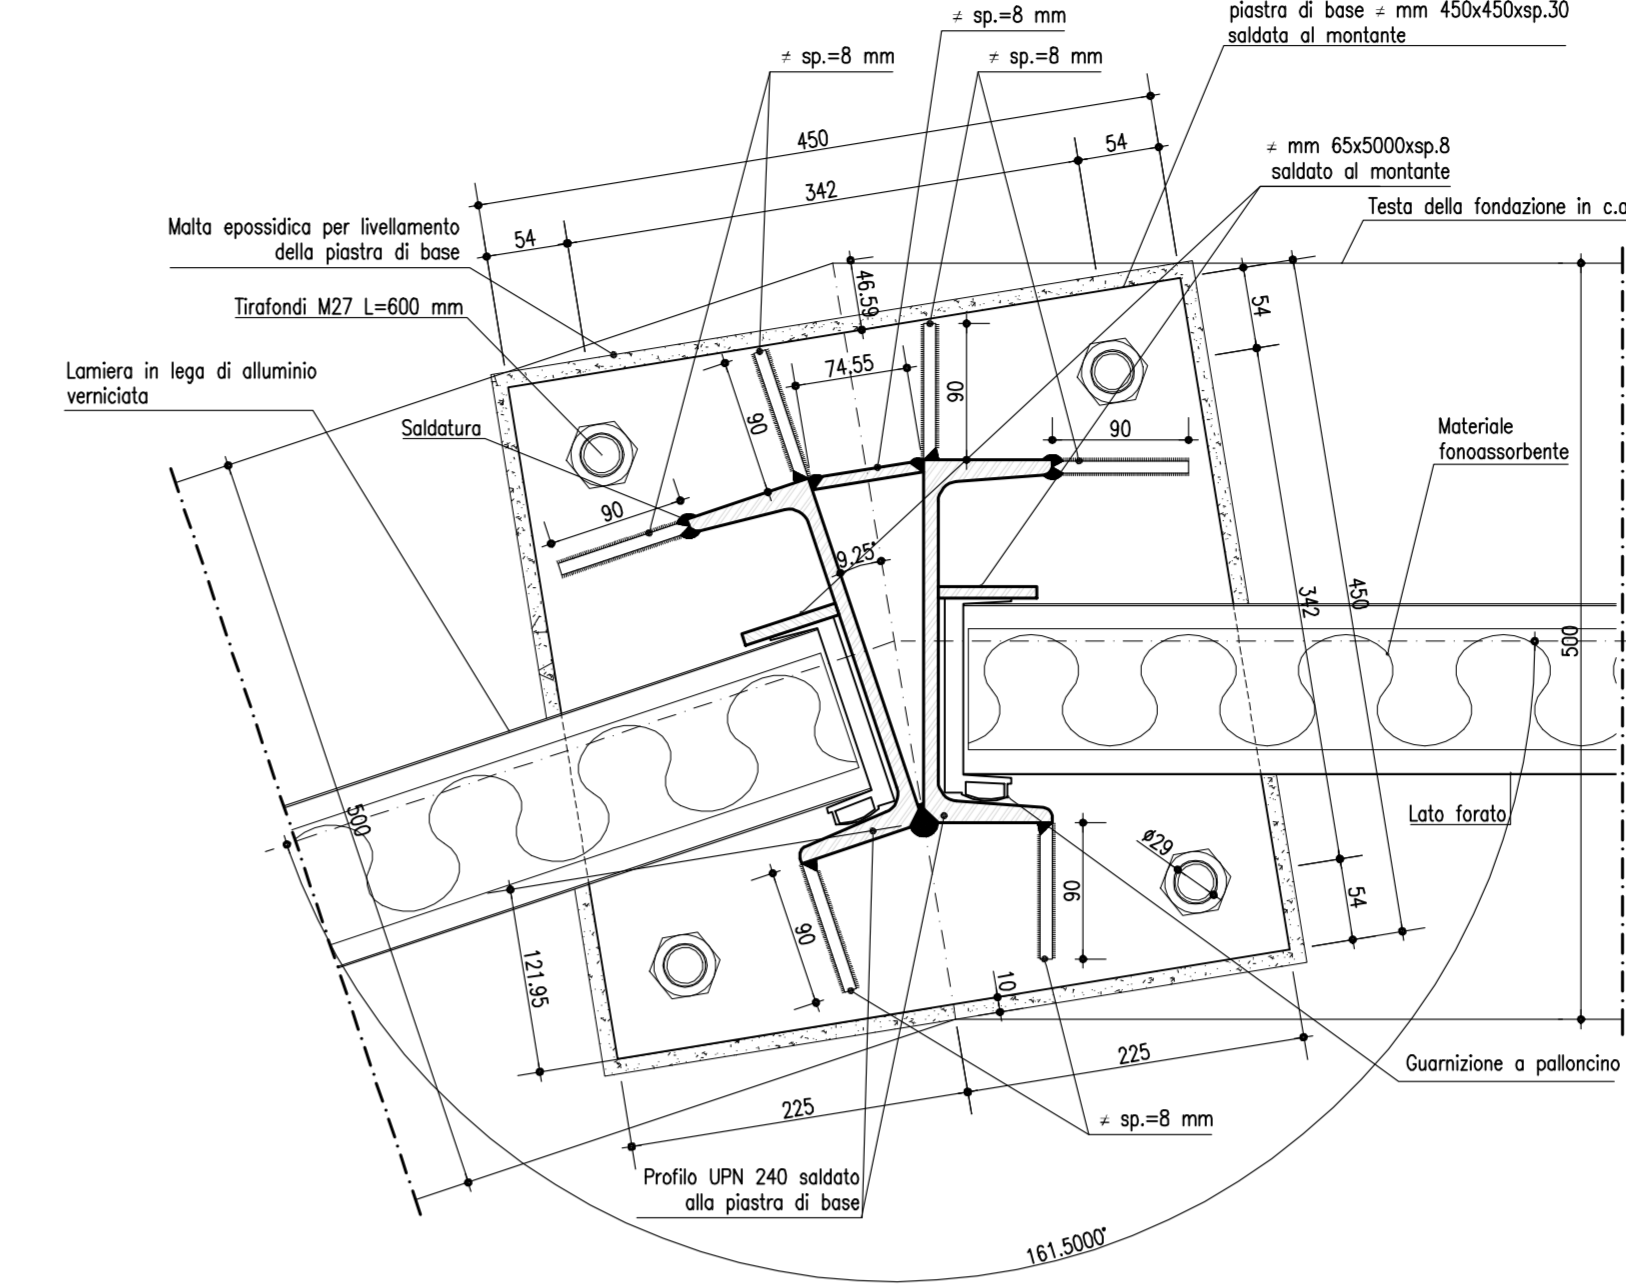 ≠ sp.=8 mm
piastra di base ≠ mm 450x450xsp.30
saldata al montante
≠ sp.=8 mm
≠ sp.=8 mm
450
54
342
≠ mm 65x5000xsp.8
saldato al montante
Testa della fondazione in c.a
Malta epossidica per livellamento
della piastra di base
54
46.59
54
Tirafondi M27 L=600 mm
Lamiera in lega di alluminio
verniciata
74.55
90
90
90
Saldatura
Materiale
fonoassorbente
90
9.25°
342
450
500
500
Lato forato
ø29
54
90
90
121.95
10
225
225
Guarnizione a palloncino
≠ sp.=8 mm
Profilo UPN 240 saldato
alla piastra di base
161.5000°